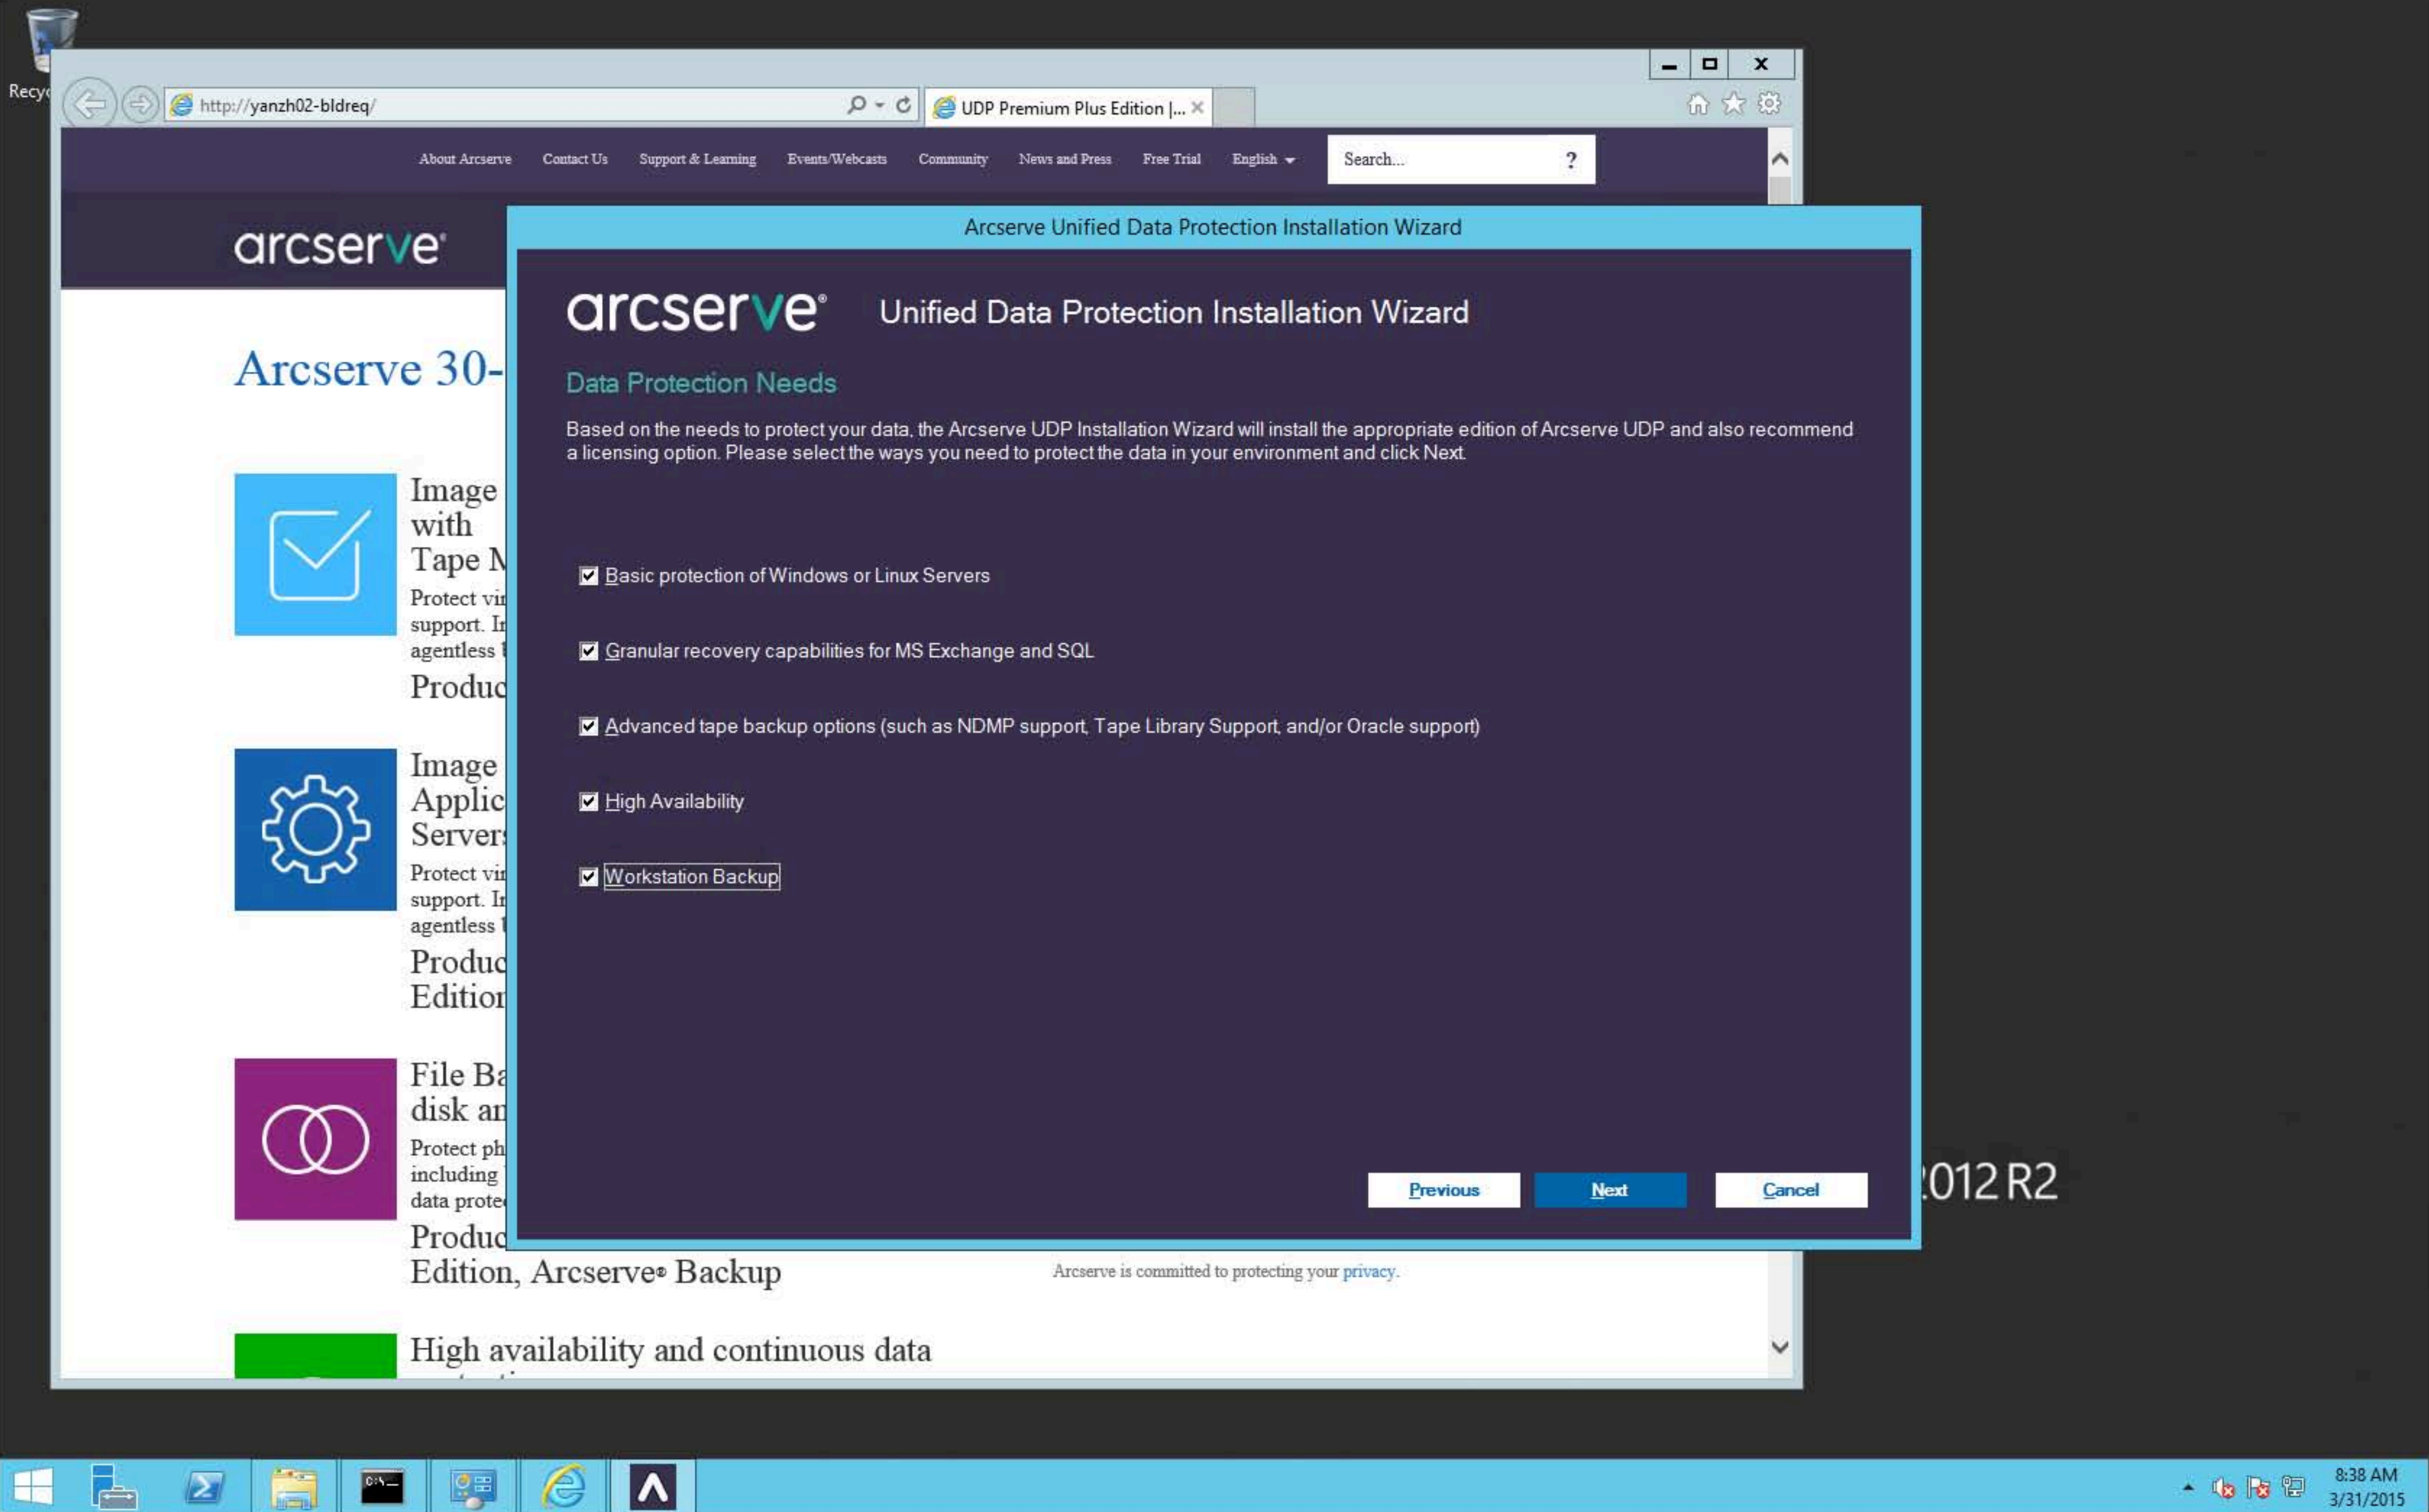 Recyc
http://yanzh02-bldreq/
UDP Premium Plus Edition |...
About Arcserve Contact Us Support & Learning Events/Webcasts Community News and Press Free Trial English Search... ?
arcserve
Arcserve 30-
Image
with
Tape M
Protect vir
support. In
agentless
Produc
Image
Applic
Servers
Protect vir
support. In
agentless
Produc
Edition
File Ba
disk an
Protect ph
including
data prote
Produc
Edition, Arcserve® Backup
Arcserve is committed to protecting your privacy.
High availability and continuous data
Arcserve Unified Data Protection Installation Wizard
arcserve® Unified Data Protection Installation Wizard
Data Protection Needs
Based on the needs to protect your data, the Arcserve UDP Installation Wizard will install the appropriate edition of Arcserve UDP and also recommend
a licensing option. Please select the ways you need to protect the data in your environment and click Next.
Basic protection of Windows or Linux Servers
Granular recovery capabilities for MS Exchange and SQL
Advanced tape backup options (such as NDMP support, Tape Library Support, and/or Oracle support)
High Availability
Workstation Backup
Previous Next Cancel
2012 R2
C:\
8:38 AM
3/31/2015